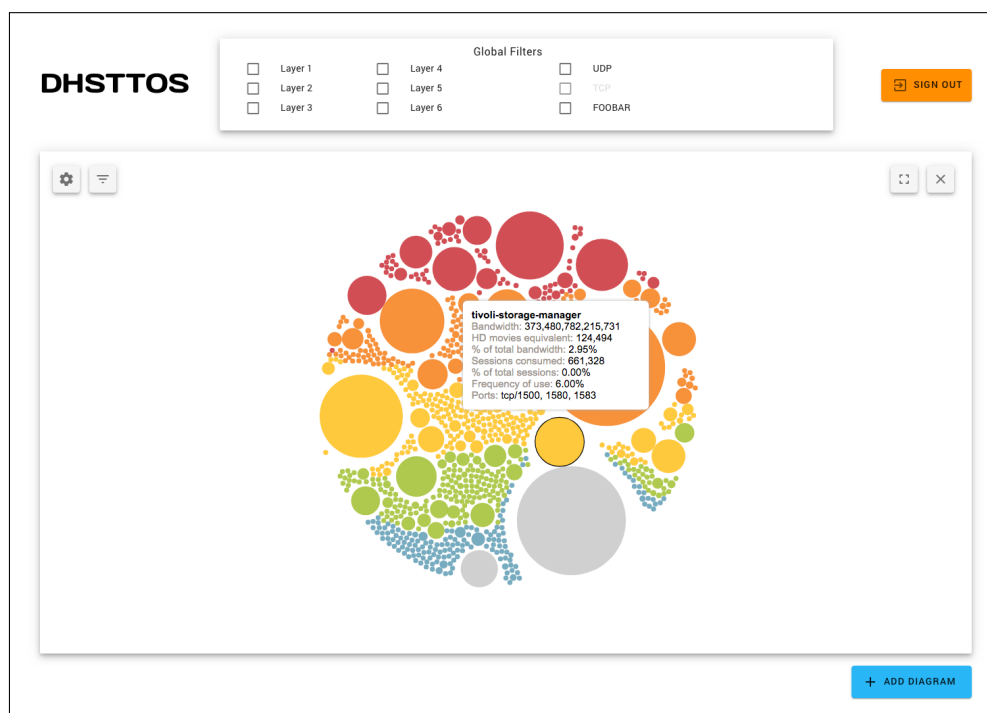 DHSTTOS
Global Filters
Layer 1
Layer 4
UDP
Layer 2
Layer 5
TCP
Layer 3
Layer 6
FOOBAR
SIGN OUT
tivoli-storage-manager
Bandwidth: 373,480,782,215,731
HD movies equivalent: 124,494
% of total bandwidth: 2.95%
Sessions consumed: 661,328
% of total sessions: 0.00%
Frequency of use: 6.00%
Ports: tcp/1500, 1580, 1583
+ ADD DIAGRAM